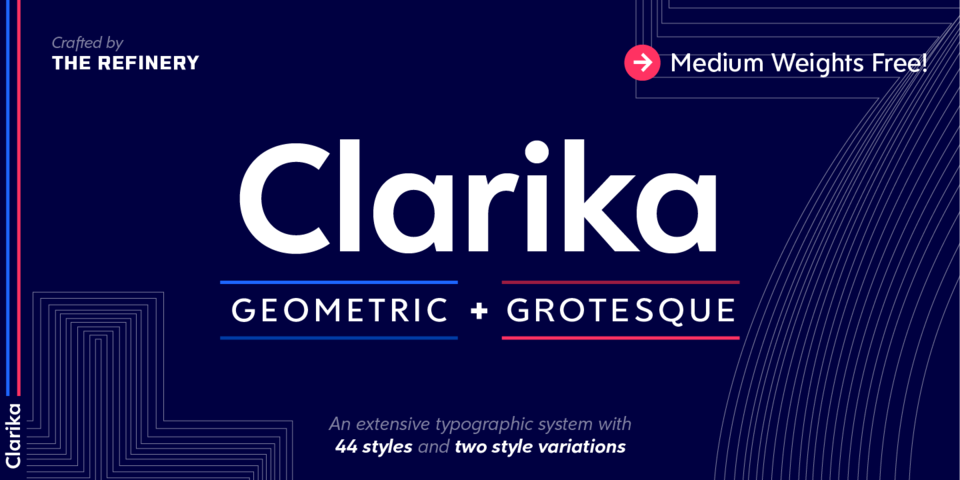 Crafted by
THE REFINERY
Medium Weights Free!
Clarika
GEOMETRIC + GROTESQUE
An extensive typographic system with
44 styles and two style variations
Clarika